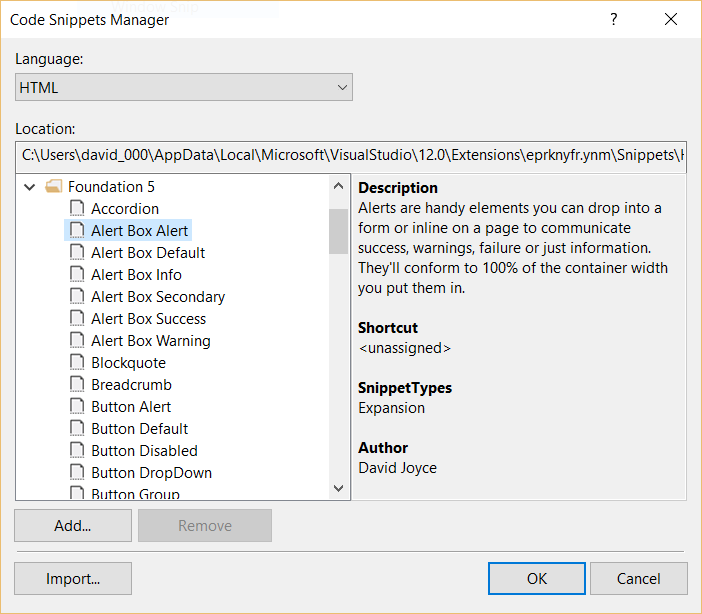 Code Snippets Manager
?
Language:
HTML
Location:
C:\Users\david_000\AppData\Local\Microsoft\VisualStudio\12.0\Extensions\eprknyfr.ynm\Snippets\
Foundation 5
Accordion
Alert Box Alert
Alert Box Default
Alert Box Info
Alert Box Secondary
Alert Box Success
Alert Box Warning
Blockquote
Breadcrumb
Button Alert
Button Default
Button Disabled
Button DropDown
Button Group
Description
Alerts are handy elements you can drop into a
form or inline on a page to communicate
success, warnings, failure or just information.
They'll conform to 100% of the container width
you put them in.
Shortcut
<unassigned>
SnippetTypes
Expansion
Author
David Joyce
Add...
Remove
Import...
OK
Cancel